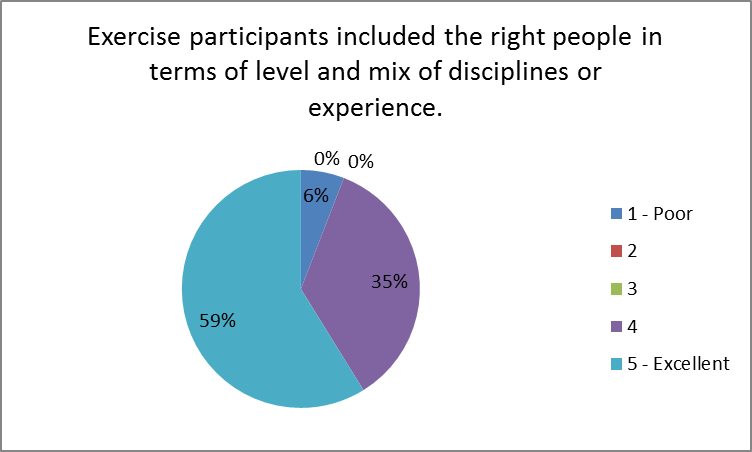 Exercise participants included the right people in
terms of level and mix of disciplines or
experience.
0% 0%
6%
35%
59%
1 - Poor
2
3
4
5 - Excellent